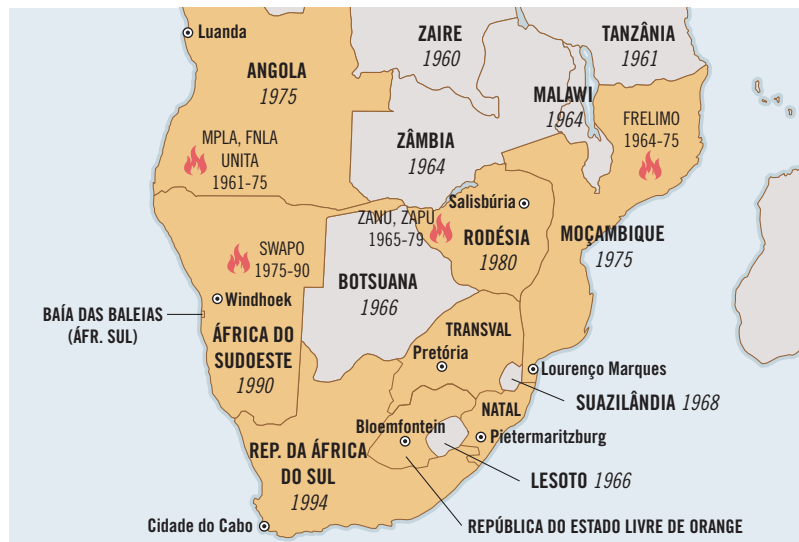 Luanda
ANGOLA
1975
MPLA, FNLA
UNITA
1961-75
ZAIRE
1960
TANZÂNIA
1961
MALAWI
1964
ZÂMBIA
1964
FRELIMO
1964-75
Salisbúria
ZANU, ZAPU
1965-79
RODÉSIA
1980
MOÇAMBIQUE
1975
SWAPO
1975-90
Windhoek
BAÍA DAS BALEIAS
(ÁFR. SUL)
ÁFRICA DO
SUDOESTE
1990
BOTSUANA
1966
TRANSVAL
Pretória
Lourenço Marques
SUAZILÂNDIA 1968
NATAL
Bloemfontein
Pietermaritzburg
REP. DA ÁFRICA
DO SUL
1994
LESOTO 1966
Cidade do Cabo
REPÚBLICA DO ESTADO LIVRE DE ORANGE